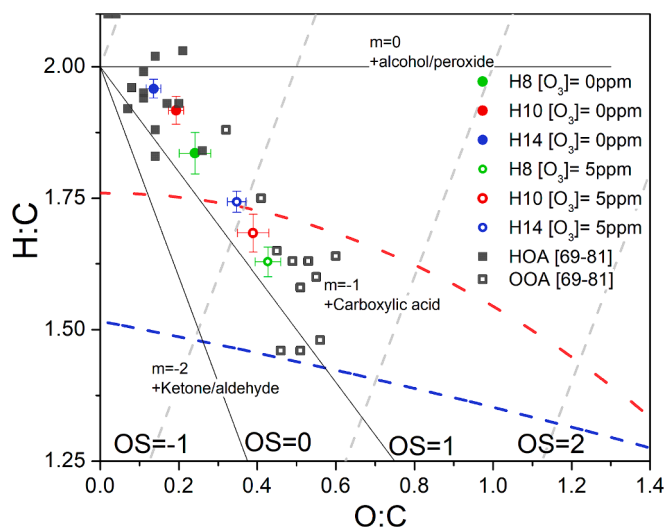 m=0
+alcohol/peroxide
2.00
H8 [O₃]= 0ppm
H10 [O₃]= 0ppm
H14 [O₃]= 0ppm
H8 [O₃]= 5ppm
H10 [O₃]= 5ppm
H14 [O₃]= 5ppm
HOA [69-81]
OOA [69-81]
1.75
H:C
m=-1
+Carboxylic acid
1.50
m=-2
+Ketone/aldehyde
OS=-1
OS=0
OS=1
OS=2
1.25
0.0
0.2
0.4
0.6
0.8
1.0
1.2
1.4
O:C